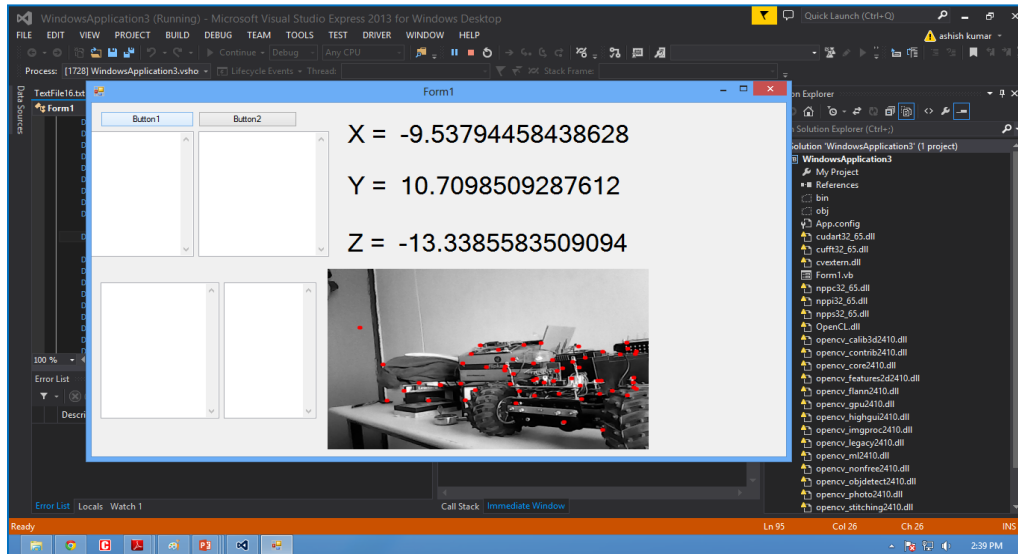 WindowsApplication3 (Running) - Microsoft Visual Studio Express 2013 for Windows Desktop
Quick Launch (Ctrl+Q)
FILE EDIT VIEW PROJECT BUILD DEBUG TEAM TOOLS TEST DRIVER WINDOW HELP
ashish kumar
Continue Debug Any CPU
Process: [1728] WindowsApplication3.vsho Lifecycle Events Thread: Stack Frame:
Data Sources
TextFile16.txt
Form1
Form1
Button1 Button2
X = -9.53794458438628
Y = 10.7098509287612
Z = -13.3385583509094
100 %
Error List
Descri
Error List Locals Watch 1
Call Stack Immediate Window
on Explorer
Solution Explorer (Ctrl+;)
Solution 'WindowsApplication3' (1 project)
WindowsApplication3
My Project
References
bin
obj
App.config
cudart32_65.dll
cufft32_65.dll
cvextern.dll
Form1.vb
nppc32_65.dll
nppi32_65.dll
npps32_65.dll
OpenCL.dll
opencv_calib3d2410.dll
opencv_contrib2410.dll
opencv_core2410.dll
opencv_features2d2410.dll
opencv_flann2410.dll
opencv_gpu2410.dll
opencv_highgui2410.dll
opencv_imgproc2410.dll
opencv_legacy2410.dll
opencv_ml2410.dll
opencv_nonfree2410.dll
opencv_objdetect2410.dll
opencv_photo2410.dll
opencv_stitching2410.dll
Ready
Ln 95 Col 26 Ch 26 INS
2:39 PM